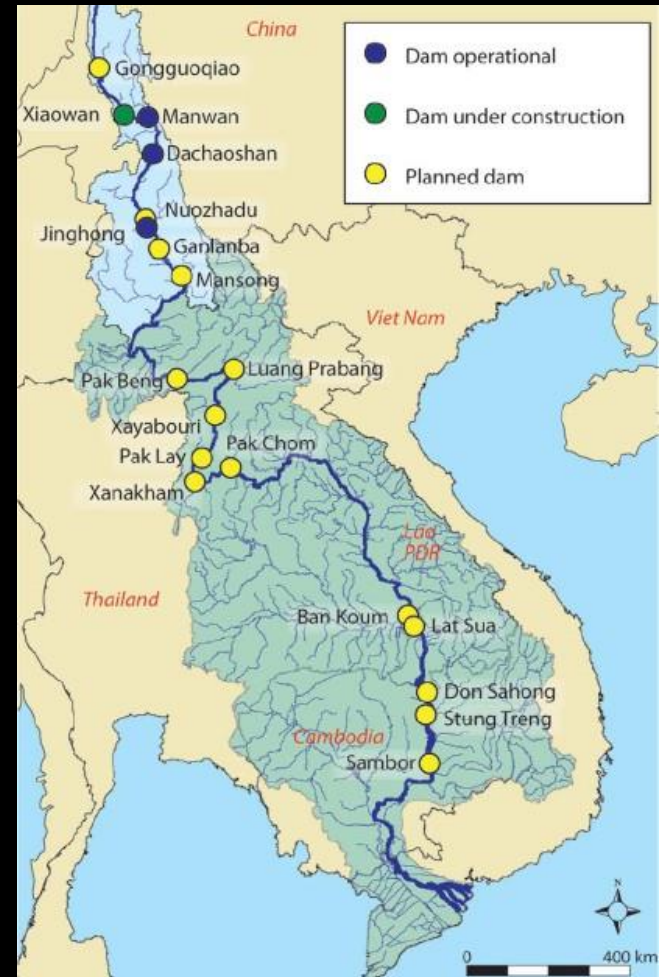 China
Dam operational
Dam under construction
Planned dam
Gongguoqiao
Xiaowan
Manwan
Dachaoshan
Nuozhadu
Jinghong
Ganlanba
Mansong
Viet Nam
Pak Beng
Luang Prabang
Xayabouri
Pak Chom
Pak Lay
Xanakham
Lao
PDR
Thailand
Ban Koum
Lat Sua
Don Sahong
Stung Treng
Cambodia
Sambor
N
0 400 km